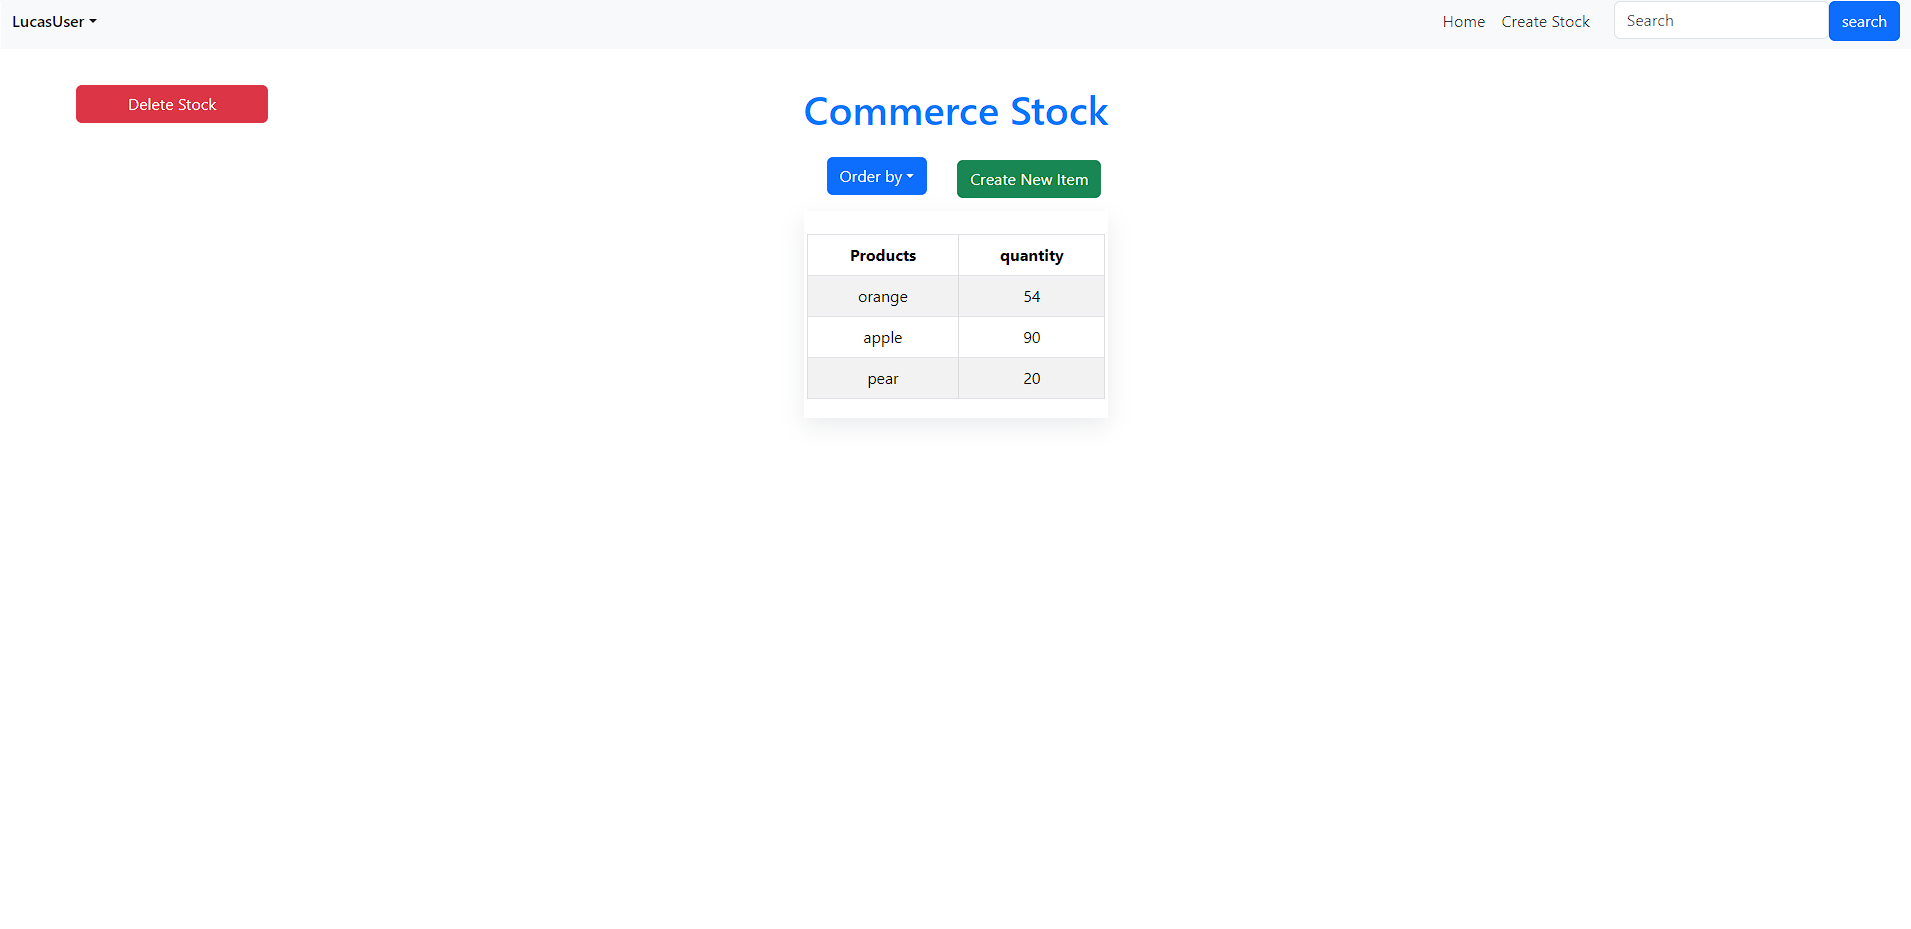 LucasUser
Home Create Stock Search search
Delete Stock
Commerce Stock
Order by Create New Item
Products quantity
orange 54
apple 90
pear 20